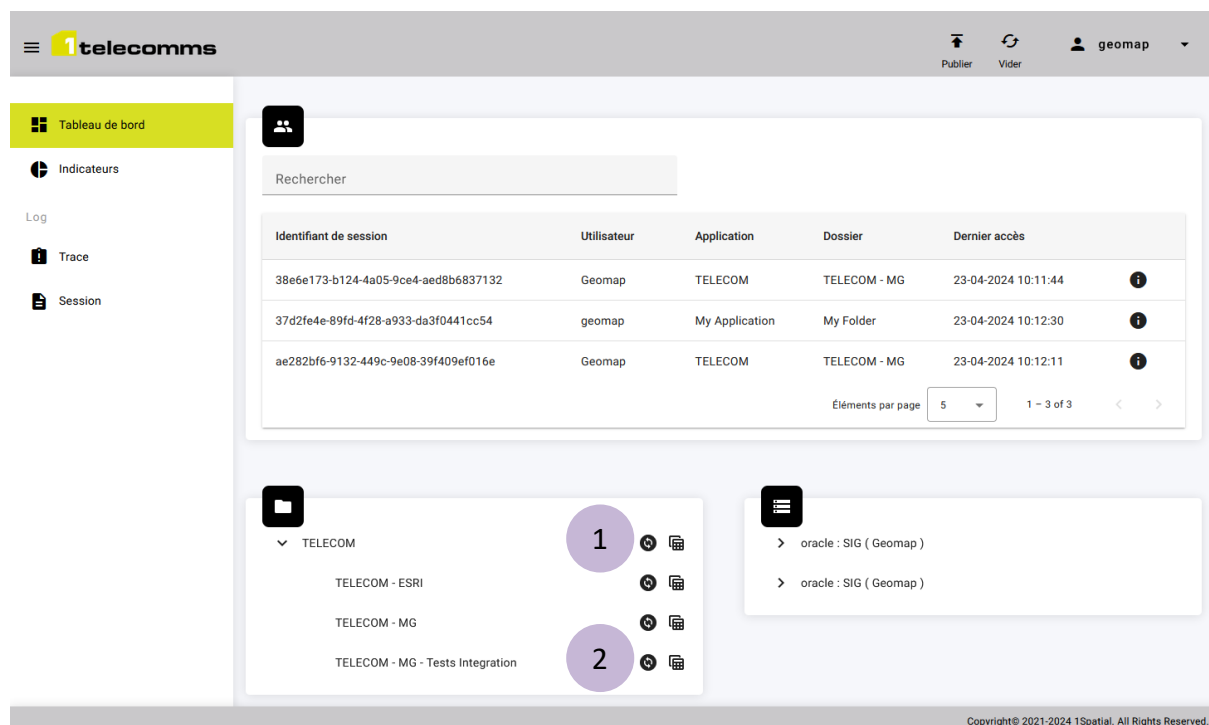 1telecomms
Publier
Vider
geomap
Tableau de bord
Indicateurs
Log
Trace
Session
Rechercher
Identifiant de session Utilisateur Application Dossier Dernier accès
38e6e173-b124-4a05-9ce4-aed8b6837132 Geomap TELECOM TELECOM - MG 23-04-2024 10:11:44
37d2fe4e-89fd-4f28-a933-da3f0441cc54 geomap My Application My Folder 23-04-2024 10:12:30
ae282bf6-9132-449c-9e08-39f409ef016e Geomap TELECOM TELECOM - MG 23-04-2024 10:12:11
Éléments par page 5 1 – 3 of 3
TELECOM 1
TELECOM - ESRI
TELECOM - MG
TELECOM - MG - Tests Integration 2
oracle : SIG ( Geomap )
oracle : SIG ( Geomap )
Copyright© 2021-2024 1Spatial. All Rights Reserved.